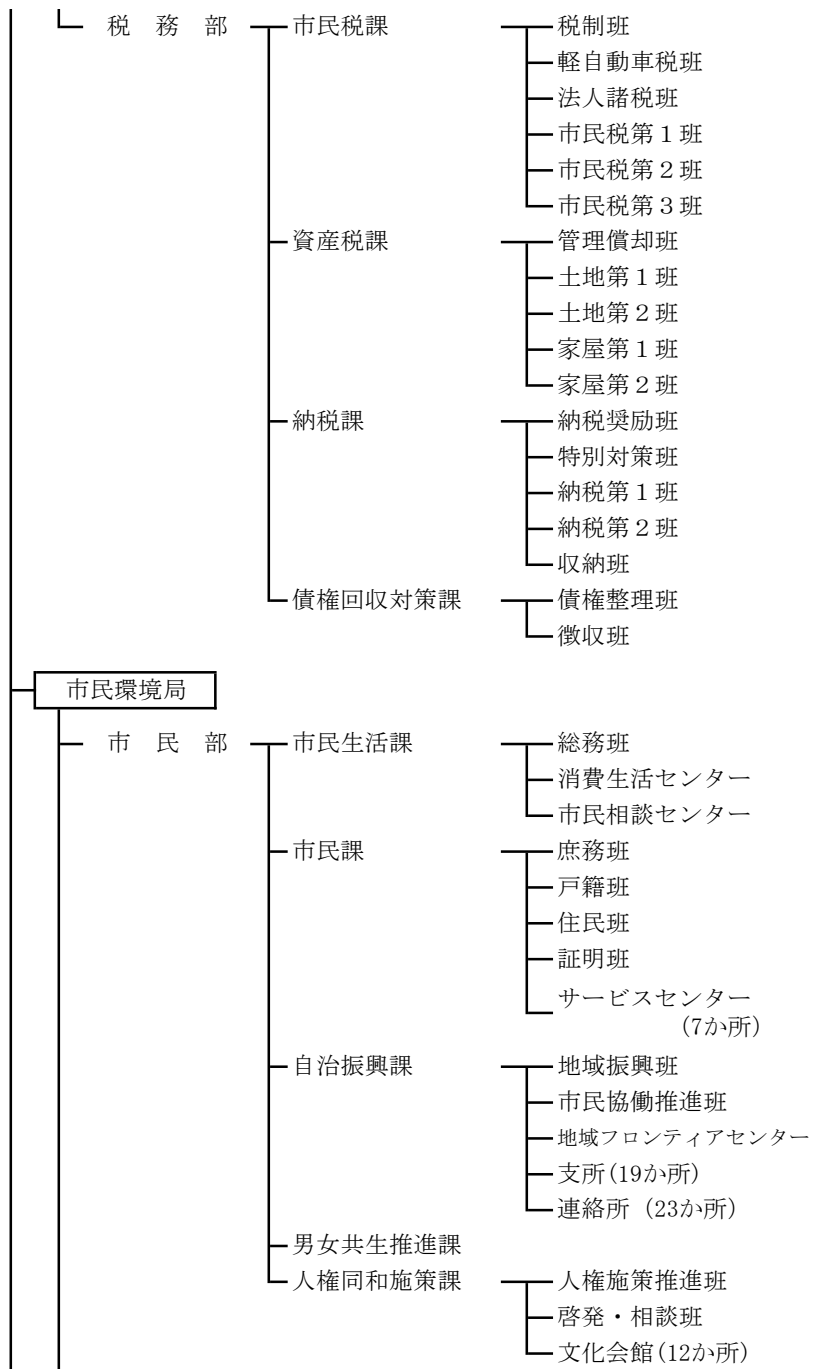 税　務　部　市民税課　税制班
軽自動車税班
法人諸税班
市民税第１班
市民税第２班
市民税第３班
資産税課　管理償却班
土地第１班
土地第２班
家屋第１班
家屋第２班
納税課　納税奨励班
特別対策班
納税第１班
納税第２班
収納班
債権回収対策課　債権整理班
徴収班
市民環境局
市　民　部　市民生活課　総務班
消費生活センター
市民相談センター
市民課　庶務班
戸籍班
住民班
証明班
サービスセンター
(7か所)
自治振興課　地域振興班
市民協働推進班
地域フロンティアセンター
支所(19か所)
連絡所 (23か所)
男女共生推進課
人権同和施策課　人権施策推進班
啓発・相談班
文化会館(12か所)